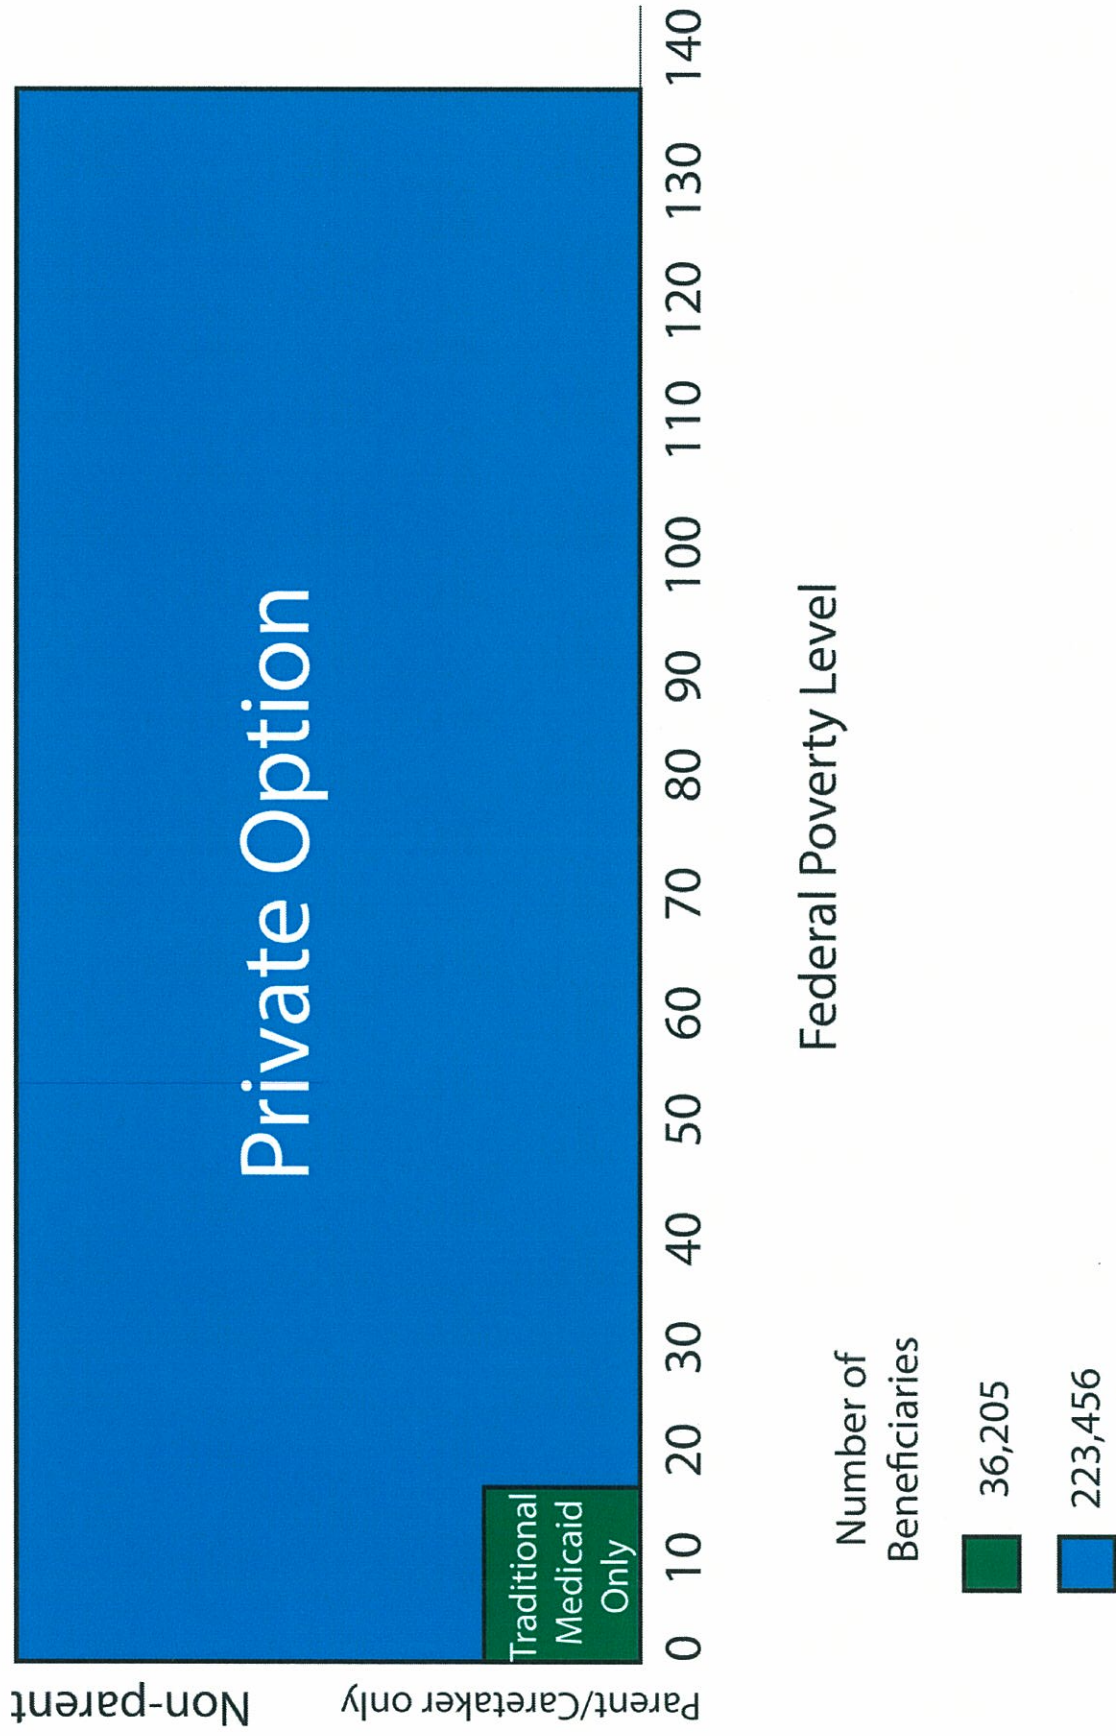 Non-parent
Parent/Caretaker only
Private Option
Traditional
Medicaid
Only
0 10 20 30 40 50 60 70 80 90 100 110 120 130 140
Federal Poverty Level
Number of
Beneficiaries
36,205
223,456